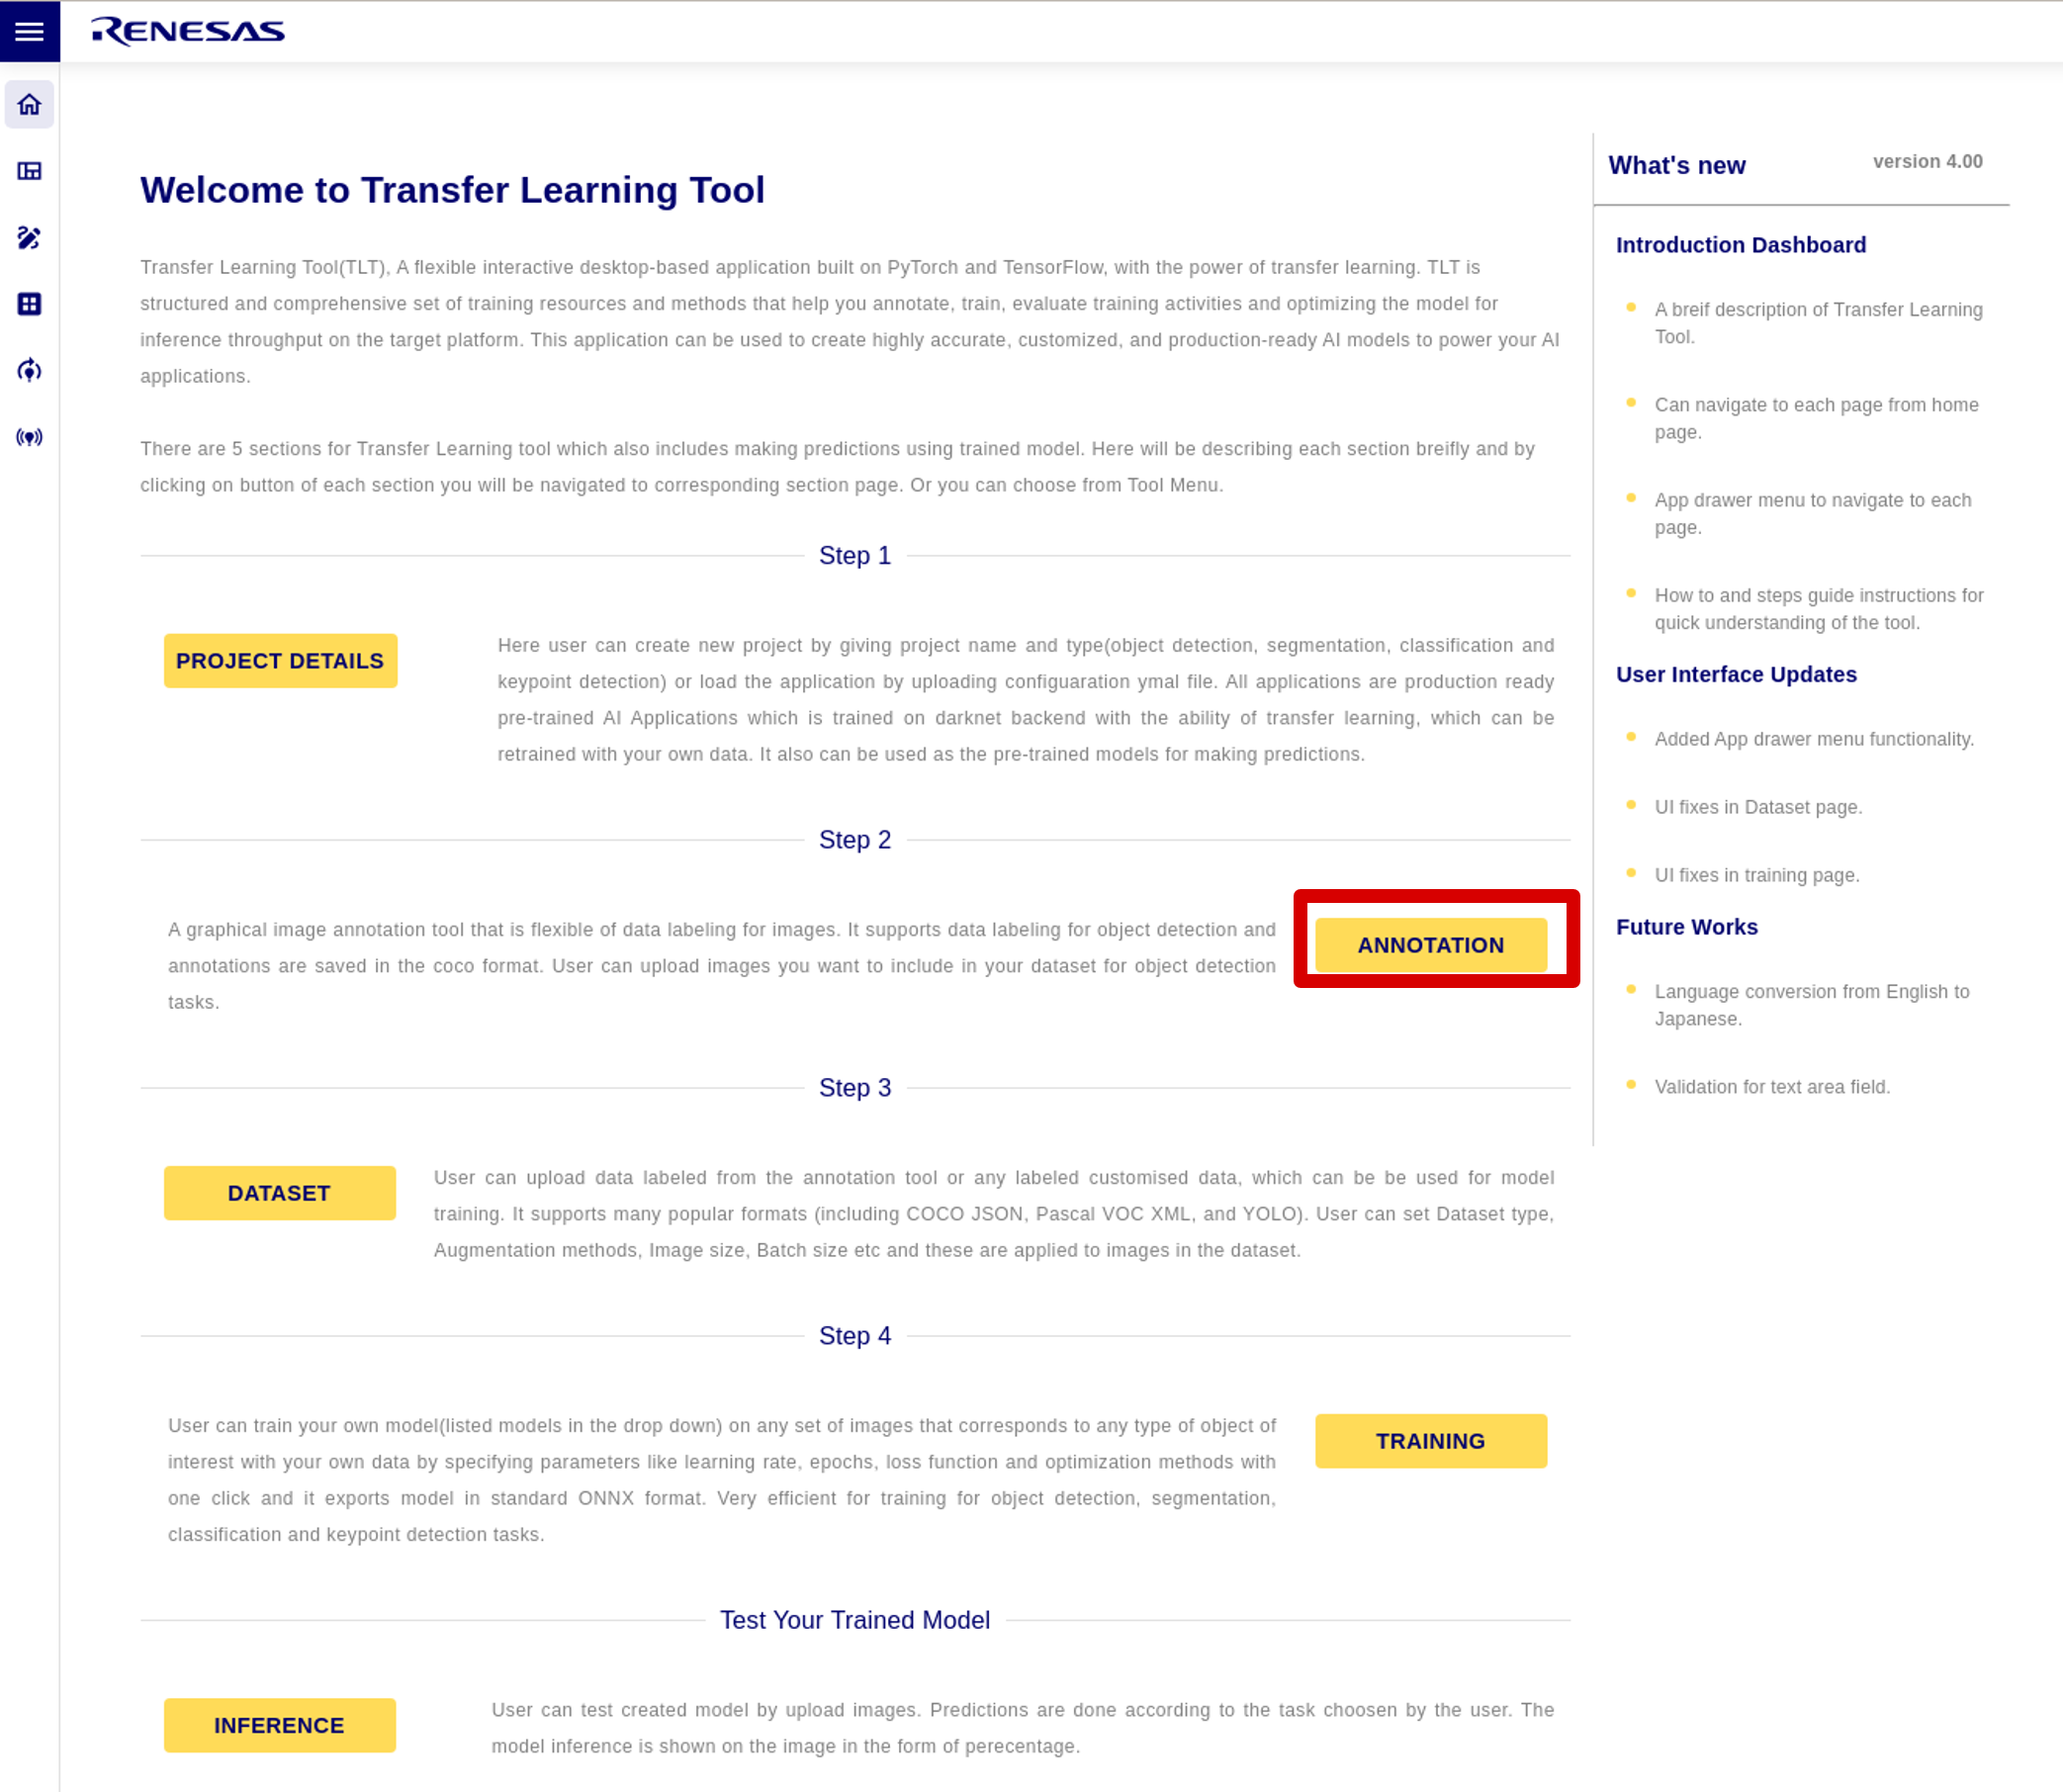 RENESAS
Welcome to Transfer Learning Tool
Transfer Learning Tool(TLT), A flexible interactive desktop-based application built on PyTorch and TensorFlow, with the power of transfer learning. TLT is
structured and comprehensive set of training resources and methods that help you annotate, train, evaluate training activities and optimizing the model for
inference throughput on the target platform. This application can be used to create highly accurate, customized, and production-ready AI models to power your AI
applications.
There are 5 sections for Transfer Learning tool which also includes making predictions using trained model. Here will be describing each section breifly and by
clicking on button of each section you will be navigated to corresponding section page. Or you can choose from Tool Menu.
Step 1
PROJECT DETAILS
Here user can create new project by giving project name and type(object detection, segmentation, classification and
keypoint detection) or load the application by uploading configuaration ymal file. All applications are production ready
pre-trained AI Applications which is trained on darknet backend with the ability of transfer learning, which can be
retrained with your own data. It also can be used as the pre-trained models for making predictions.
Step 2
A graphical image annotation tool that is flexible of data labeling for images. It supports data labeling for object detection and
annotations are saved in the coco format. User can upload images you want to include in your dataset for object detection
tasks.
ANNOTATION
Step 3
DATASET
User can upload data labeled from the annotation tool or any labeled customised data, which can be be used for model
training. It supports many popular formats (including COCO JSON, Pascal VOC XML, and YOLO). User can set Dataset type,
Augmentation methods, Image size, Batch size etc and these are applied to images in the dataset.
Step 4
User can train your own model(listed models in the drop down) on any set of images that corresponds to any type of object of
interest with your own data by specifying parameters like learning rate, epochs, loss function and optimization methods with
one click and it exports model in standard ONNX format. Very efficient for training for object detection, segmentation,
classification and keypoint detection tasks.
TRAINING
Test Your Trained Model
INFERENCE
User can test created model by upload images. Predictions are done according to the task choosen by the user. The
model inference is shown on the image in the form of perecentage.
What's new
version 4.00
Introduction Dashboard
A breif description of Transfer Learning
Tool.
Can navigate to each page from home
page.
App drawer menu to navigate to each
page.
How to and steps guide instructions for
quick understanding of the tool.
User Interface Updates
Added App drawer menu functionality.
UI fixes in Dataset page.
UI fixes in training page.
Future Works
Language conversion from English to
Japanese.
Validation for text area field.